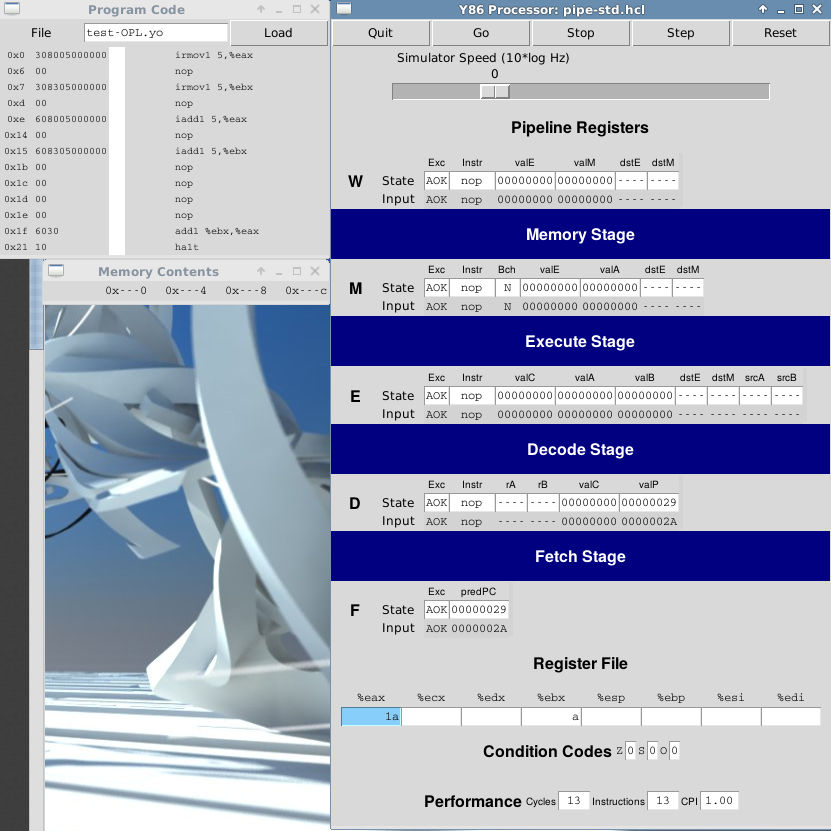 Program Code
File test-OPL.yo Load
0x0 308005000000 irmovl 5,%eax
0x6 00 nop
0x7 308305000000 irmovl 5,%ebx
0xd 00 nop
0xe 608005000000 iaddl 5,%eax
0x14 00 nop
0x15 608305000000 iaddl 5,%ebx
0x1b 00 nop
0x1c 00 nop
0x1d 00 nop
0x1e 00 nop
0x1f 6030 addl %ebx,%eax
0x21 10 halt
Memory Contents
0x---0 0x---4 0x---8 0x---c
Y86 Processor: pipe-std.hcl
Quit Go Stop Step Reset
Simulator Speed (10*log Hz)
0
Pipeline Registers
Exc Instr valE valM dstE dstM
W State AOK nop 00000000 00000000 ---- ----
Input AOK nop 00000000 00000000 ---- ----
Memory Stage
Exc Instr Bch valE valA dstE dstM
M State AOK nop N 00000000 00000000 ---- ----
Input AOK nop N 00000000 00000000 ---- ----
Execute Stage
Exc Instr valC valA valB dstE dstM srcA srcB
E State AOK nop 00000000 00000000 00000000 ---- ---- ---- ----
Input AOK nop 00000000 00000000 00000000 ---- ---- ---- ----
Decode Stage
Exc Instr rA rB valC valP
D State AOK nop ---- ---- 00000000 00000029
Input AOK nop ---- ---- 00000000 0000002A
Fetch Stage
Exc predPC
F State AOK 00000029
Input AOK 0000002A
Register File
%eax %ecx %edx %ebx %esp %ebp %esi %edi
1a a
Condition Codes Z 0 S 0 O 0
Performance Cycles 13 Instructions 13 CPI 1.00